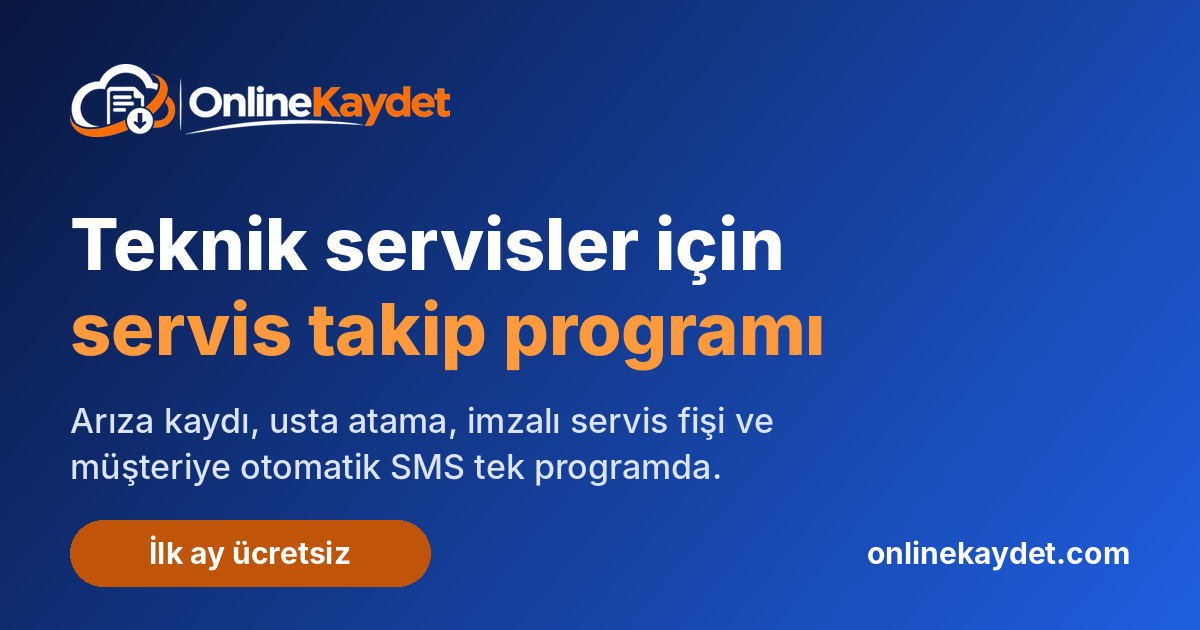 OnlineKaydet
Teknik servisler için
servis takip programı
Arıza kaydı, usta atama, imzalı servis fişi ve
müşteriye otomatik SMS tek programda.
İlk ay ücretsiz
onlinekaydet.com